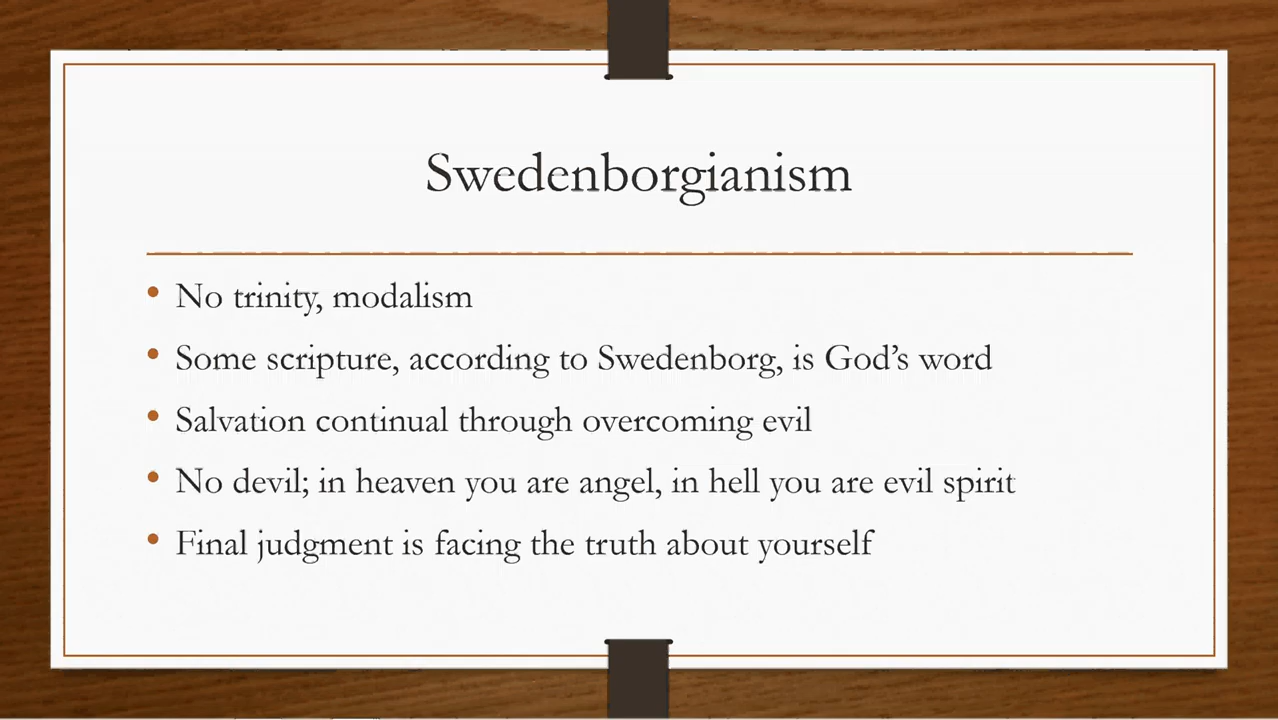 Swedenborgianism
• No trinity, modalism
• Some scripture, according to Swedenborg, is God’s word
• Salvation continual through overcoming evil
• No devil; in heaven you are angel, in hell you are evil spirit
• Final judgment is facing the truth about yourself